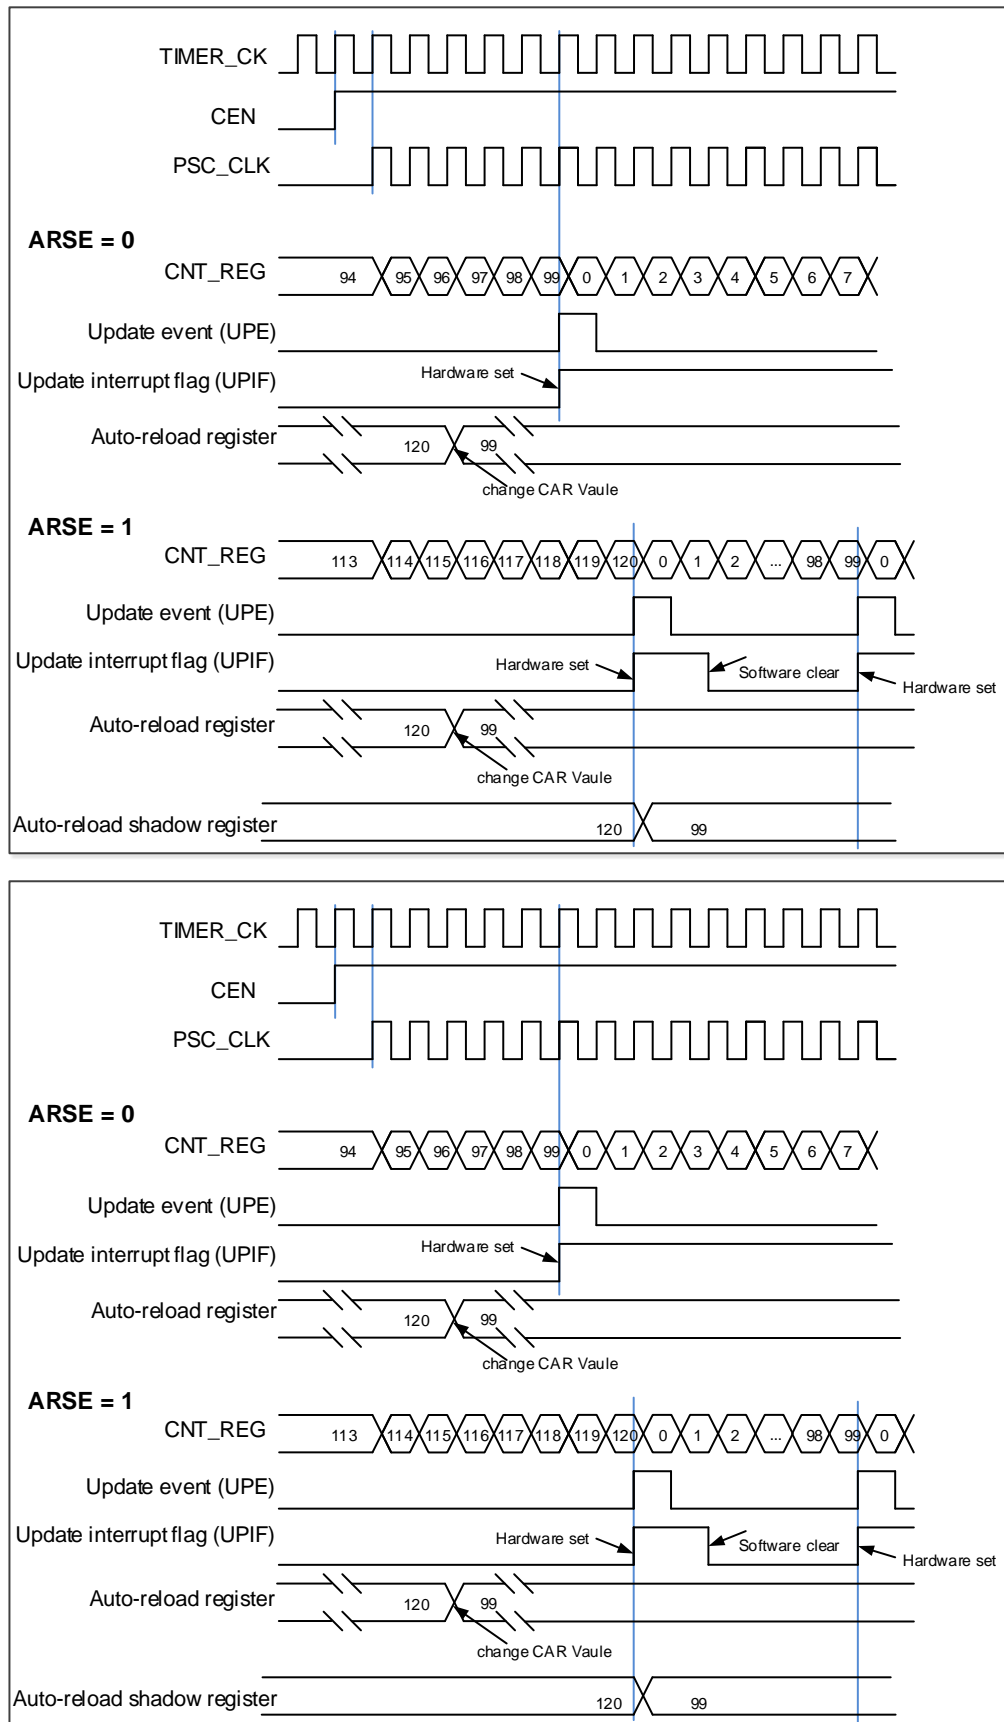 TIMER_CK
CEN
PSC_CLK
ARSE = 0
CNT_REG 94 95 96 97 98 99 0 1 2 3 4 5 6 7
Update event (UPE)
Update interrupt flag (UPIF) Hardware set
Auto-reload register 120 99
change CAR Vaule
ARSE = 1
CNT_REG 113 114 115 116 117 118 119 120 0 1 2 ... 98 99 0
Update event (UPE)
Update interrupt flag (UPIF) Hardware set Software clear Hardware set
Auto-reload register 120 99
change CAR Vaule
Auto-reload shadow register 120 99
TIMER_CK
CEN
PSC_CLK
ARSE = 0
CNT_REG 94 95 96 97 98 99 0 1 2 3 4 5 6 7
Update event (UPE)
Update interrupt flag (UPIF) Hardware set
Auto-reload register 120 99
change CAR Vaule
ARSE = 1
CNT_REG 113 114 115 116 117 118 119 120 0 1 2 ... 98 99 0
Update event (UPE)
Update interrupt flag (UPIF) Hardware set Software clear Hardware set
Auto-reload register 120 99
change CAR Vaule
Auto-reload shadow register 120 99